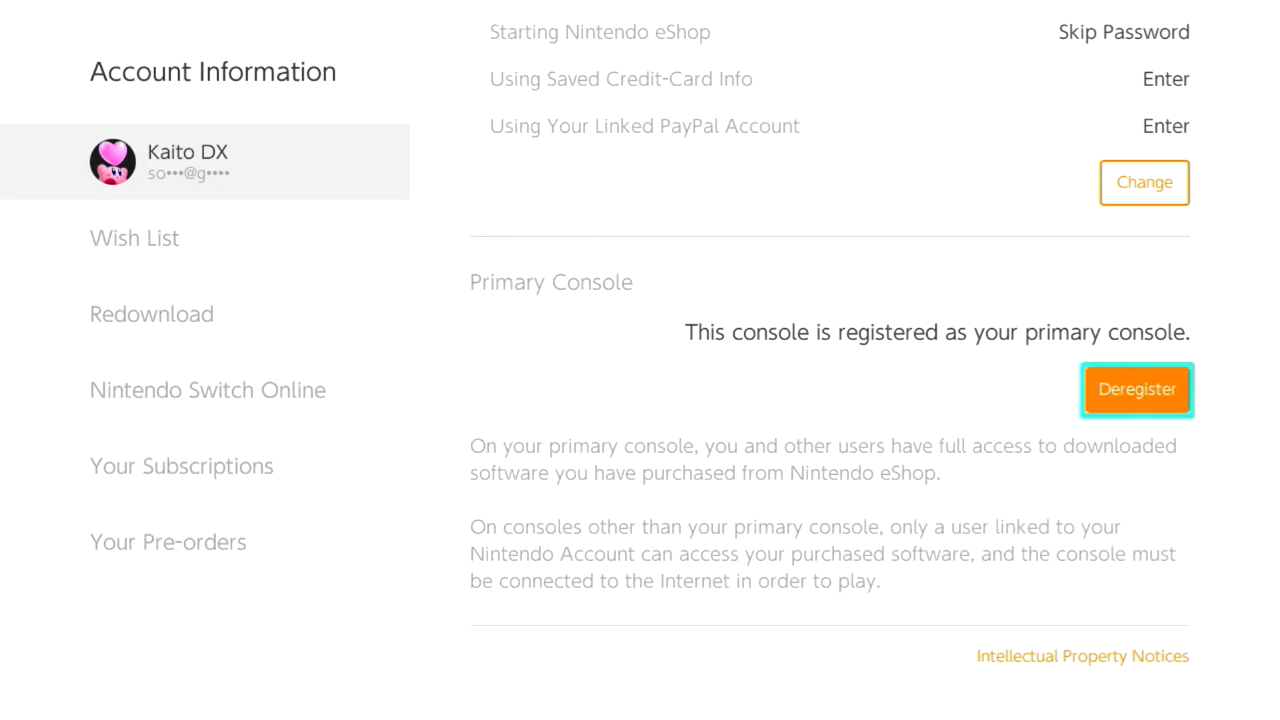 Account Information
Kaito DX
so•••@g••••
Wish List
Redownload
Nintendo Switch Online
Your Subscriptions
Your Pre-orders
Starting Nintendo eShop Skip Password
Using Saved Credit-Card Info Enter
Using Your Linked PayPal Account Enter
Change
Primary Console
This console is registered as your primary console.
Deregister
On your primary console, you and other users have full access to downloaded
software you have purchased from Nintendo eShop.
On consoles other than your primary console, only a user linked to your
Nintendo Account can access your purchased software, and the console must
be connected to the Internet in order to play.
Intellectual Property Notices